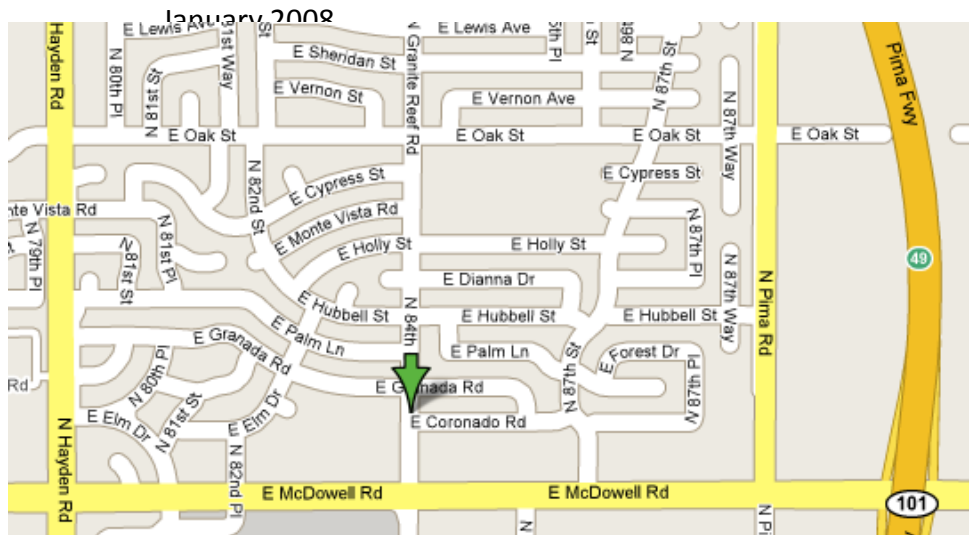 January 2008
E Lewis Ave
E Lewis Ave
Hayden Rd
N 80th Pl
N 81st St
81st Way
St
E Sheridan St
E Vernon St
N Granite Reef Rd
E Vernon Ave
St
N 87th St
N 87th Way
Pima Fwy
E Oak St
E Oak St
E Oak St
E Oak St
N 82nd St
E Cypress St
E Cypress St
nte Vista Rd
E Monte Vista Rd
N 79th Pl
N 81st St
N 81st Pl
E Holly St
E Holly St
N 87th Pl
N 87th Way
49
E Dianna Dr
N Pima Rd
E Hubbell St
E Hubbell St
E Hubbell St
N 84th
E Palm Ln
E Palm Ln
E Granada Rd
E Forest Dr
Rd
N 80th Pl
E Granada Rd
N 87th St
N 87th Pl
E Elm Dr
N 81st St
E Elm Dr
E Coronado Rd
N Hayden Rd
N 82nd Pl
E McDowell Rd
E McDowell Rd
101
N
N Pi